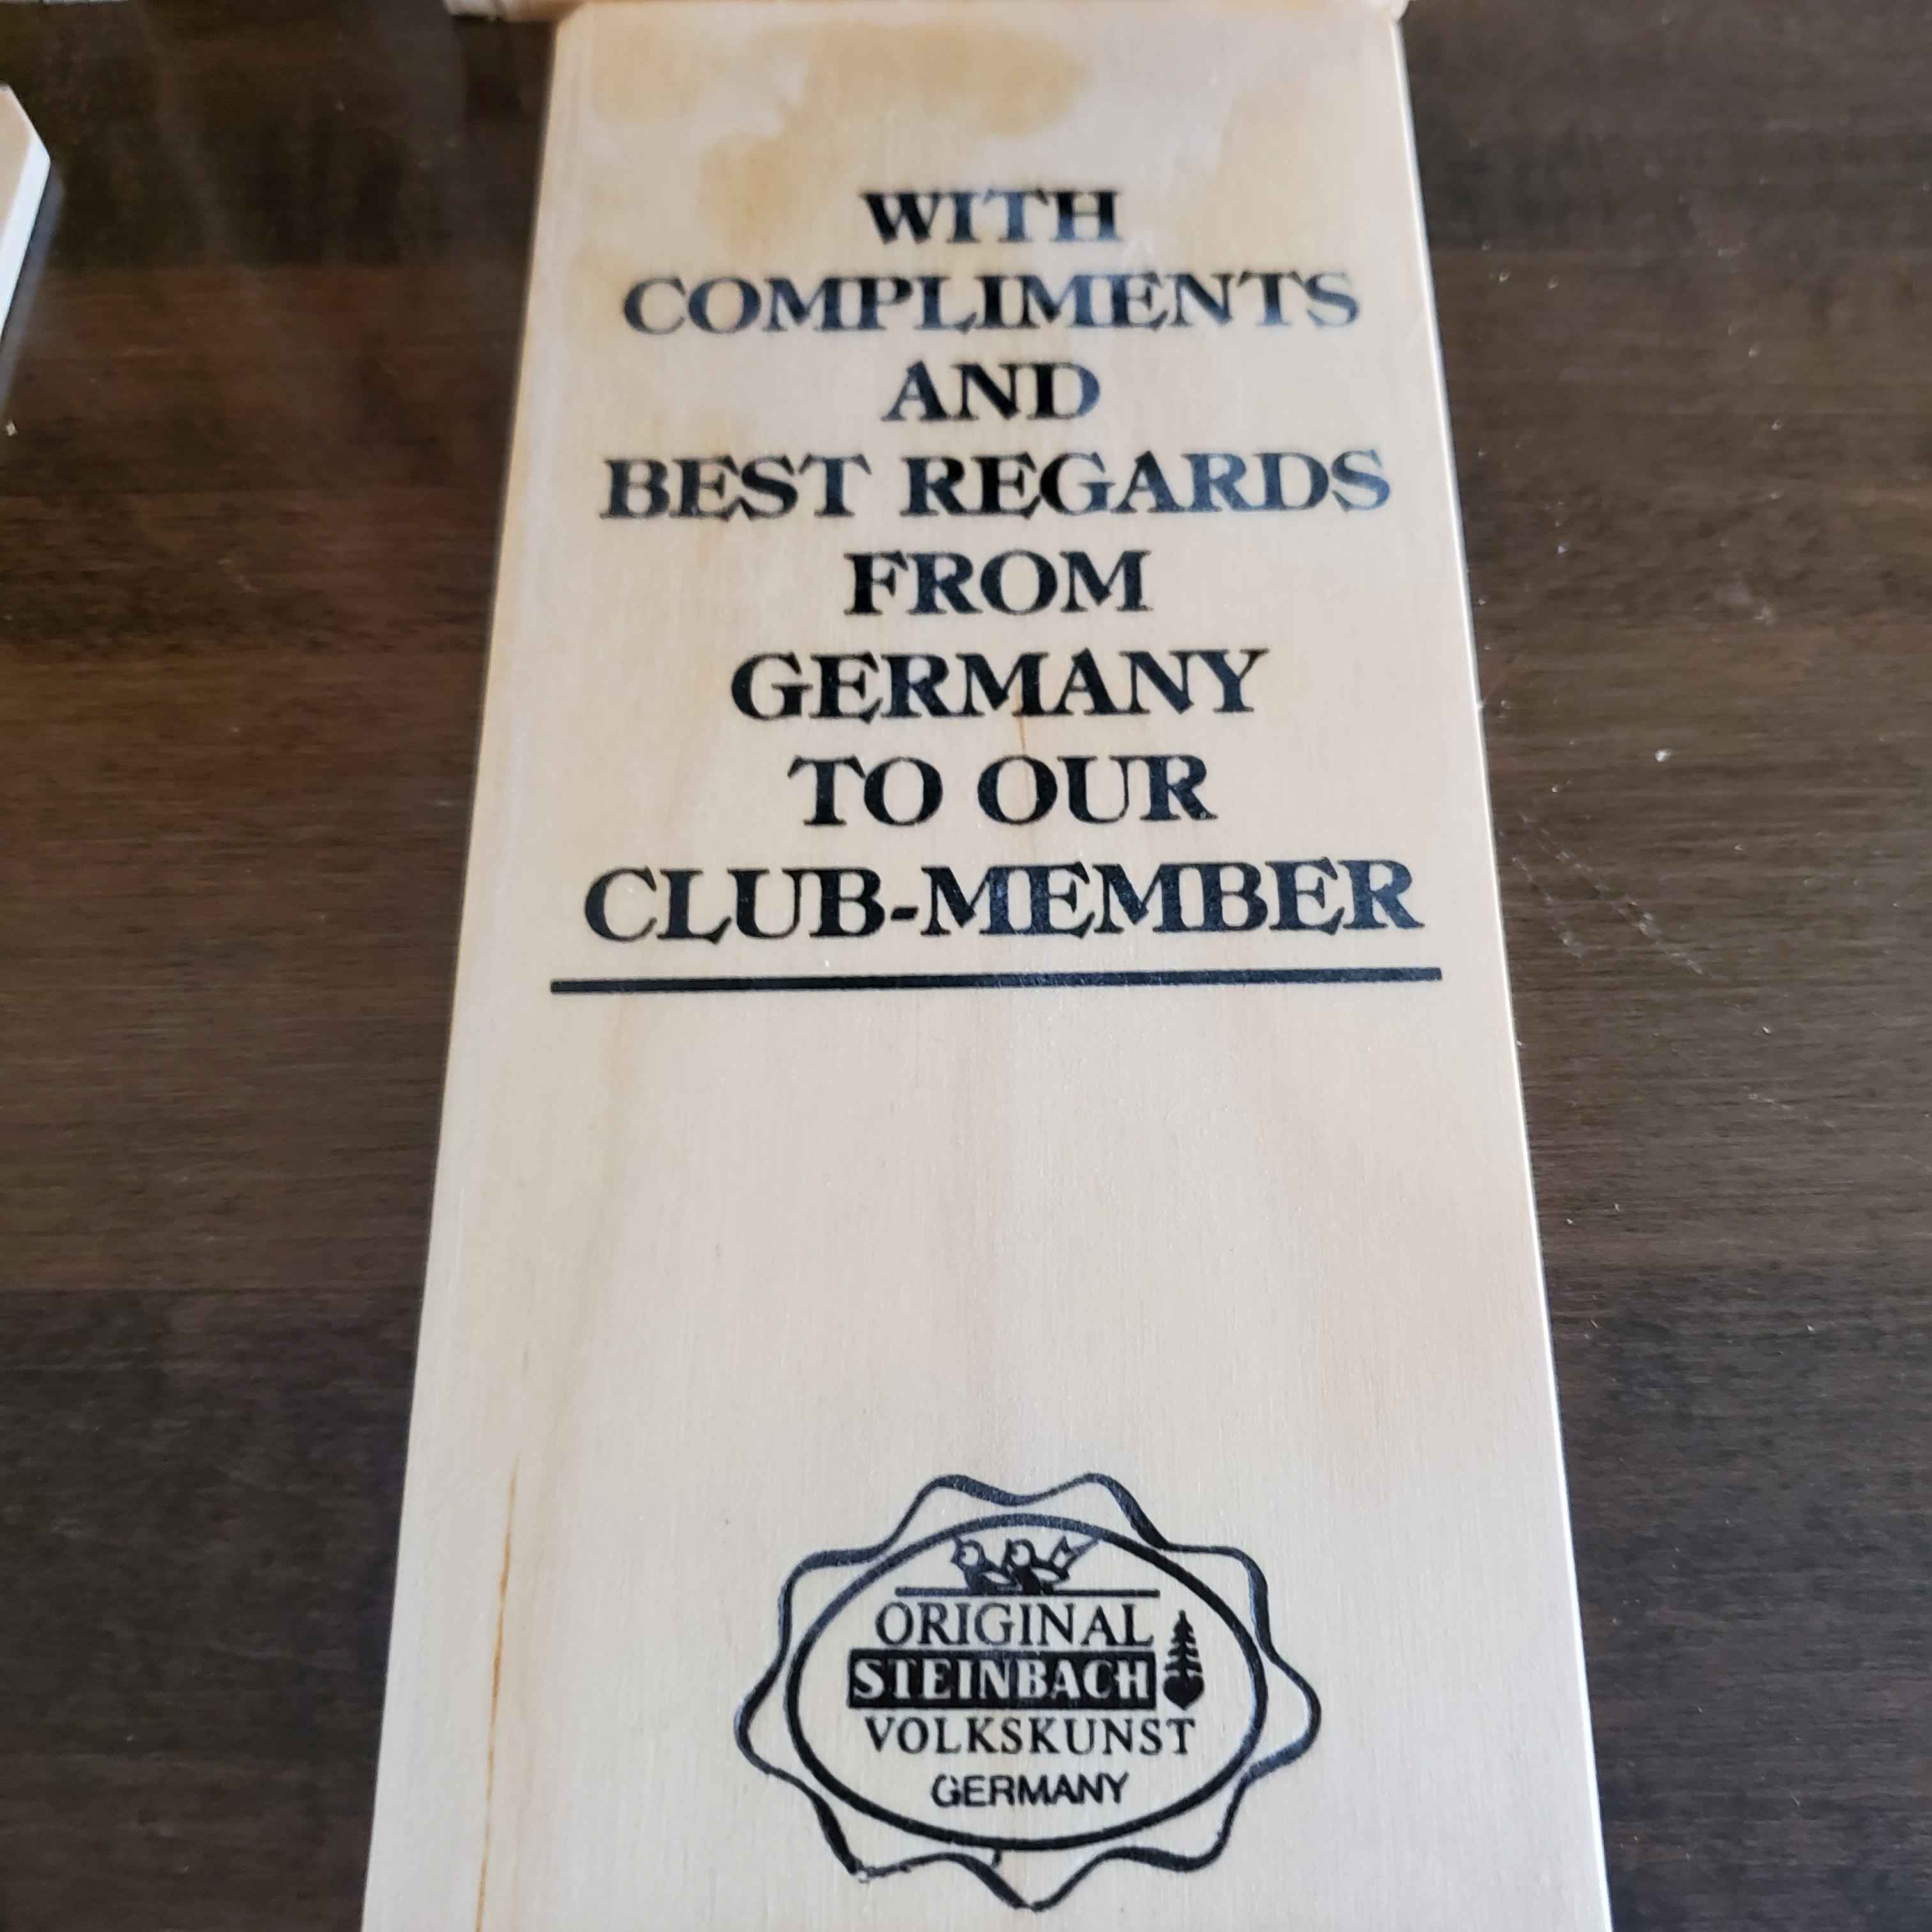 WITH
COMPLIMENTS
AND
BEST REGARDS
FROM
GERMANY
TO OUR
CLUB-MEMBER
ORIGINAL
STEINBACH
VOLKSKUNST
GERMANY